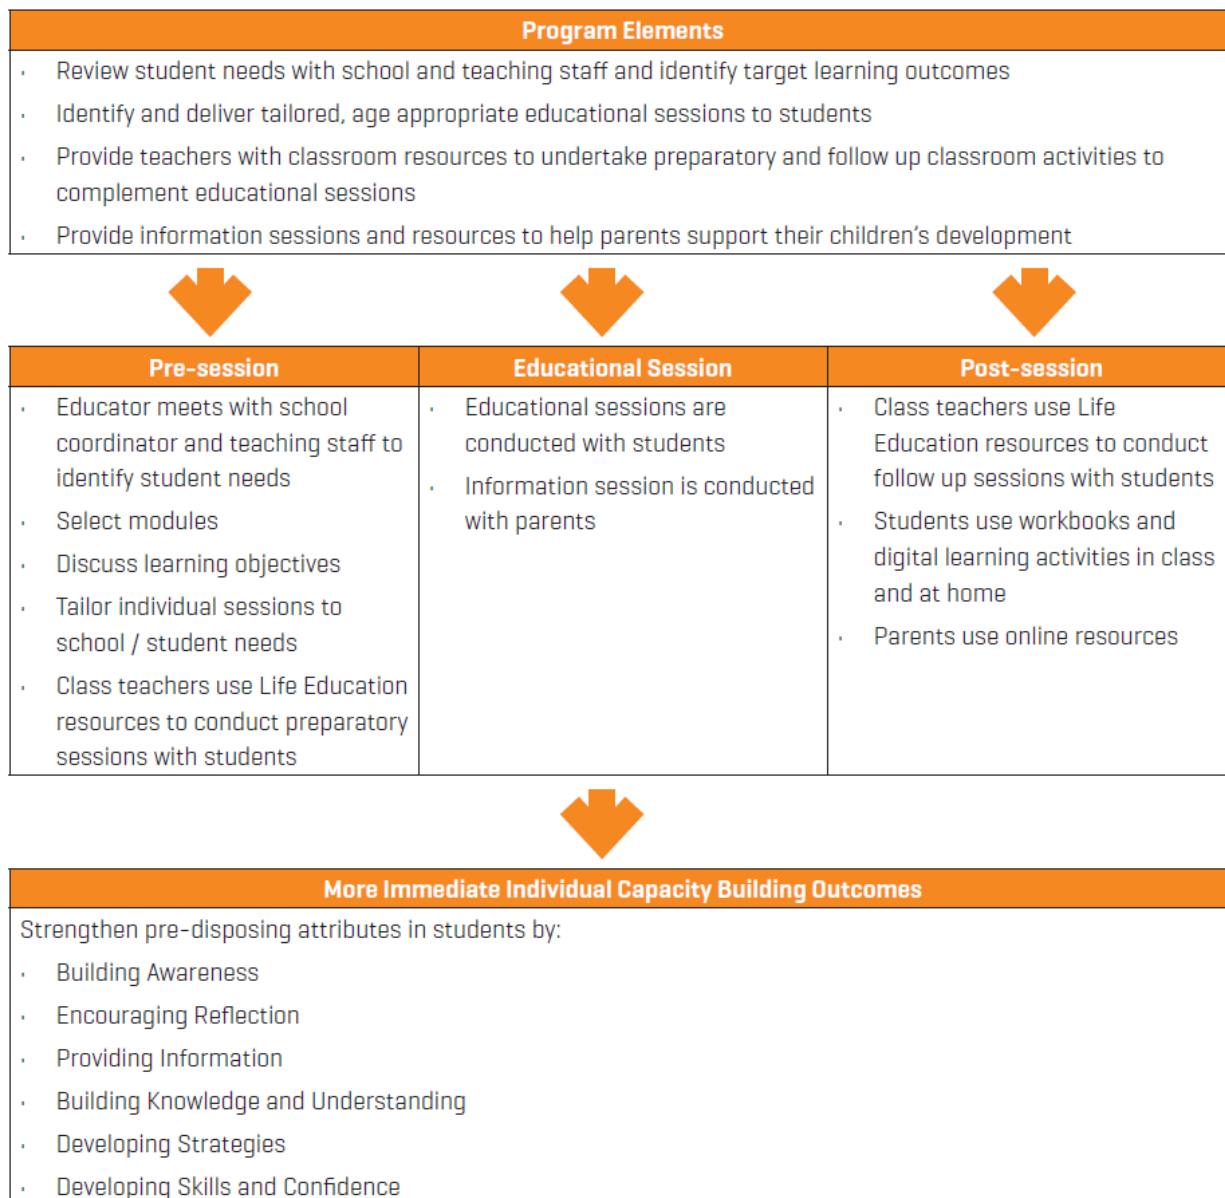 Program Elements
· Review student needs with school and teaching staff and identify target learning outcomes
· Identify and deliver tailored, age appropriate educational sessions to students
· Provide teachers with classroom resources to undertake preparatory and follow up classroom activities to
complement educational sessions
· Provide information sessions and resources to help parents support their children’s development
Pre-session
· Educator meets with school
coordinator and teaching staff to
identify student needs
· Select modules
· Discuss learning objectives
· Tailor individual sessions to
school / student needs
· Class teachers use Life Education
resources to conduct preparatory
sessions with students
Educational Session
· Educational sessions are
conducted with students
· Information session is conducted
with parents
Post-session
· Class teachers use Life
Education resources to conduct
follow up sessions with students
· Students use workbooks and
digital learning activities in class
and at home
· Parents use online resources
More Immediate Individual Capacity Building Outcomes
Strengthen pre-disposing attributes in students by:
· Building Awareness
· Encouraging Reflection
· Providing Information
· Building Knowledge and Understanding
· Developing Strategies
· Developing Skills and Confidence